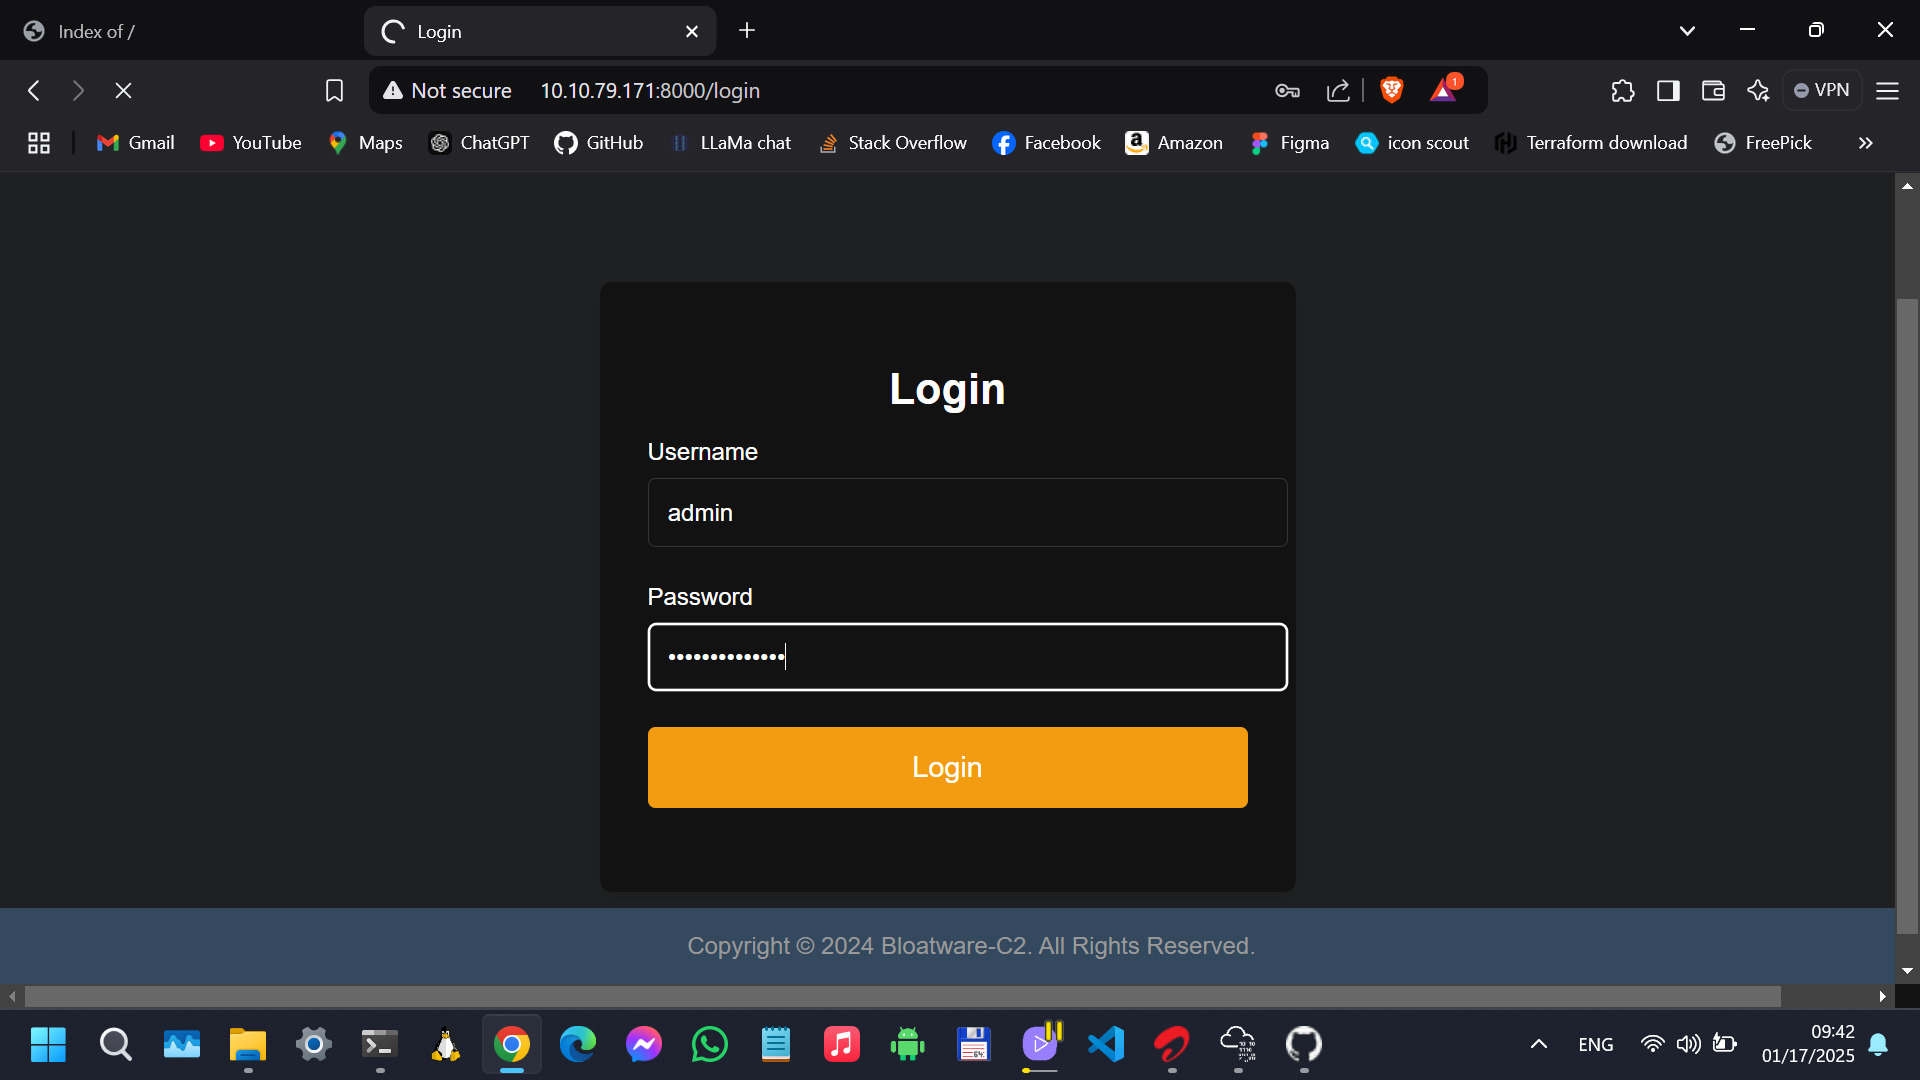 Index of /
Login
Not secure 10.10.79.171:8000/login
1
VPN
Gmail YouTube Maps ChatGPT GitHub LLaMa chat Stack Overflow Facebook Amazon Figma icon scout Terraform download FreePick
Login
Username
admin
Password
Login
Copyright © 2024 Bloatware-C2. All Rights Reserved.
ENG
09:42
01/17/2025